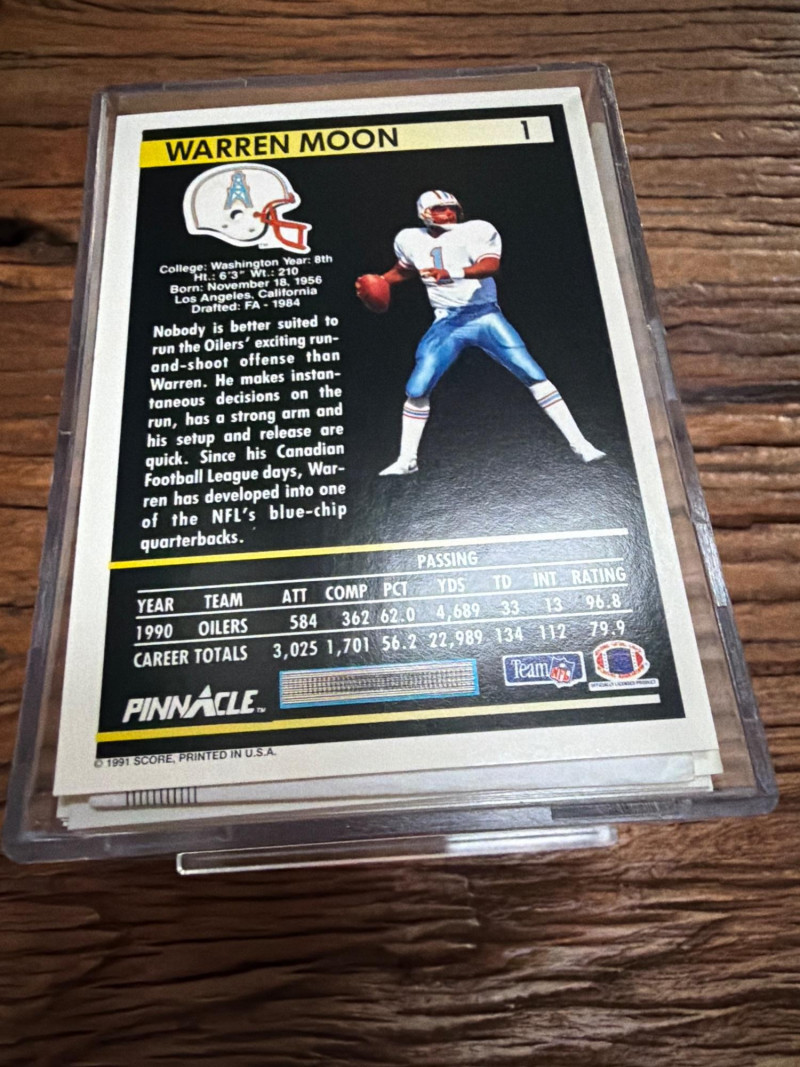 WARREN MOON 1
College: Washington Year: 8th
Ht.: 6'3" Wt.: 210
Born: November 18, 1956
Los Angeles, California
Drafted: FA - 1984
Nobody is better suited to
run the Oilers' exciting run-
and-shoot offense than
Warren. He makes instan-
taneous decisions on the
run, has a strong arm and
his setup and release are
quick. Since his Canadian
Football League days, War-
ren has developed into one
of the NFL's blue-chip
quarterbacks.
1
PASSING
YEAR TEAM ATT COMP PCT YDS TD INT RATING
1990 OILERS 584 362 62.0 4,689 33 13 96.8
CAREER TOTALS 3,025 1,701 56.2 22,989 134 112 79.9
PINNACLE™
Team NFL
OFFICIALLY LICENSED PRODUCT
© 1991 SCORE, PRINTED IN U.S.A.